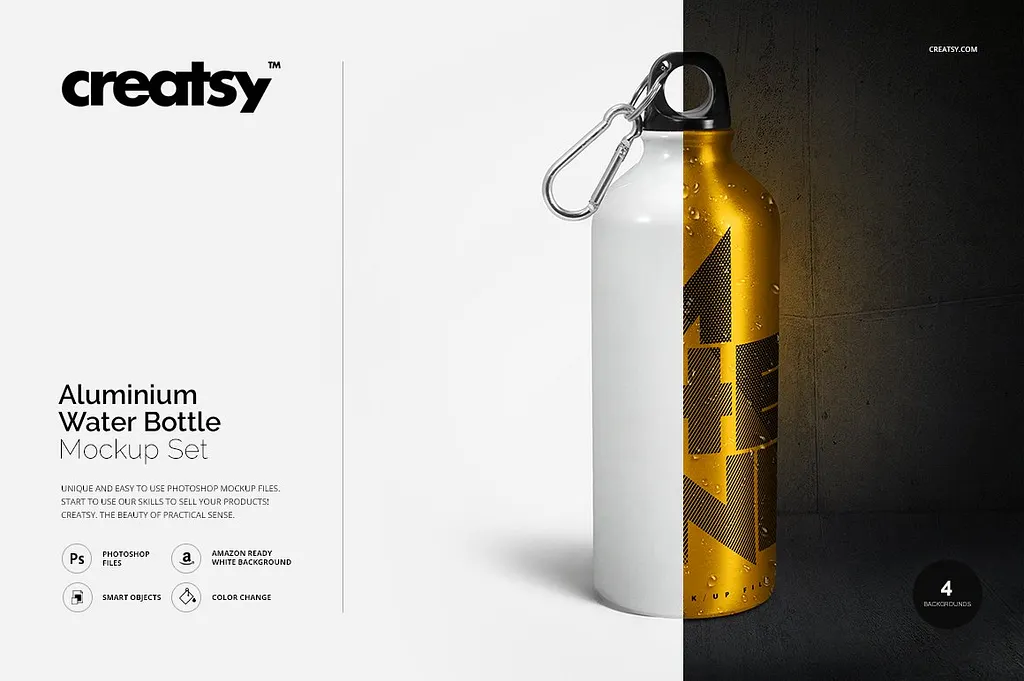 creatsy™
CREATSY.COM
Aluminium
Water Bottle
Mockup Set
UNIQUE AND EASY TO USE PHOTOSHOP MOCKUP FILES.
START TO USE OUR SKILLS TO SELL YOUR PRODUCTS!
CREATSY. THE BEAUTY OF PRACTICAL SENSE.
Ps
PHOTOSHOP
FILES
a
AMAZON READY
WHITE BACKGROUND
SMART OBJECTS
COLOR CHANGE
4
BACKGROUNDS